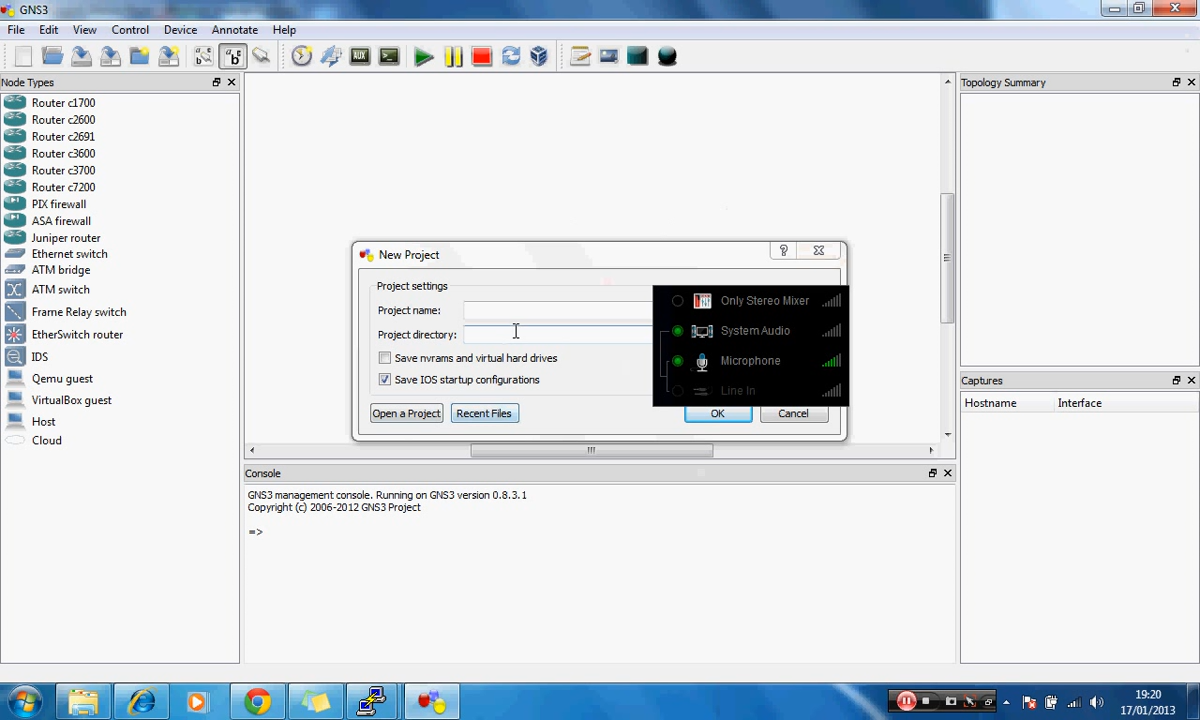 GNS3
File Edit View Control Device Annotate Help
Node Types
Router c1700
Router c2600
Router c2691
Router c3600
Router c3700
Router c7200
PIX firewall
ASA firewall
Juniper router
Ethernet switch
ATM bridge
ATM switch
Frame Relay switch
EtherSwitch router
IDS
Qemu guest
VirtualBox guest
Host
Cloud
New Project
Project settings
Project name:
Project directory:
Save nvrams and virtual hard drives
Save IOS startup configurations
Open a Project Recent Files OK Cancel
Only Stereo Mixer
System Audio
Microphone
Line In
Topology Summary
Captures
Hostname Interface
Console
GNS3 management console. Running on GNS3 version 0.8.3.1
Copyright (c) 2006-2012 GNS3 Project
=>
19:20
17/01/2013